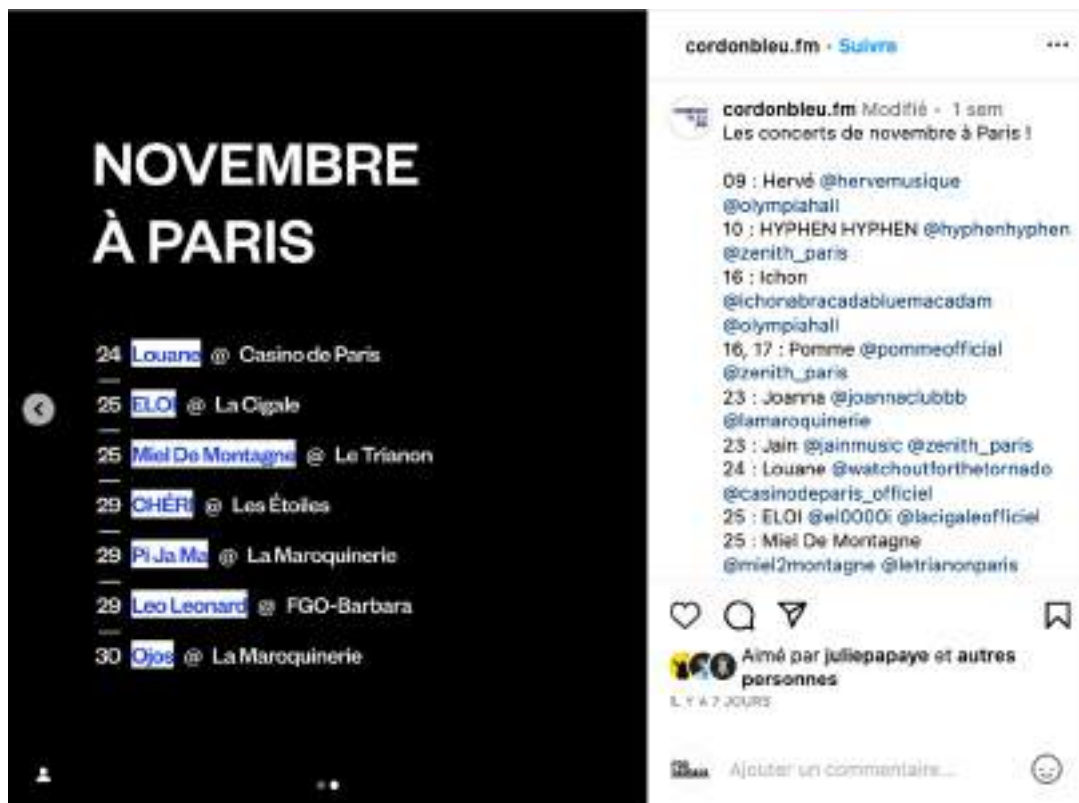 NOVEMBRE
À PARIS
24 Louane @ Casino de Paris
25 ELOI @ La Cigale
25 Miel De Montagne @ Le Trianon
29 CHÉRI @ Les Étoiles
29 Pi Ja Ma @ La Maroquinerie
29 Leo Leonard @ FGO-Barbara
30 Ojos @ La Maroquinerie
cordonbleu.fm • Suivre
cordonbleu.fm Modifié • 1 sem
Les concerts de novembre à Paris !
09 : Hervé @hervemusique
@olympiahall
10 : HYPHEN HYPHEN @hyphenhyphen
@zenith_paris
16 : Ichon
@ichonabracadabluemacadam
@olympiahall
16, 17 : Pomme @pommeofficial
@zenith_paris
23 : Joanna @joannaclubbb
@lamaroquinerie
23 : Jain @jainmusic @zenith_paris
24 : Louane @watchoutforthetornado
@casinodeparis_officiel
25 : ELOI @el0000i @lacigaleofficiel
25 : Miel De Montagne
@miel2montagne @letrianonparis
Aimé par juliepapaye et autres
personnes
IL Y A 7 JOURS
Ajouter un commentaire...